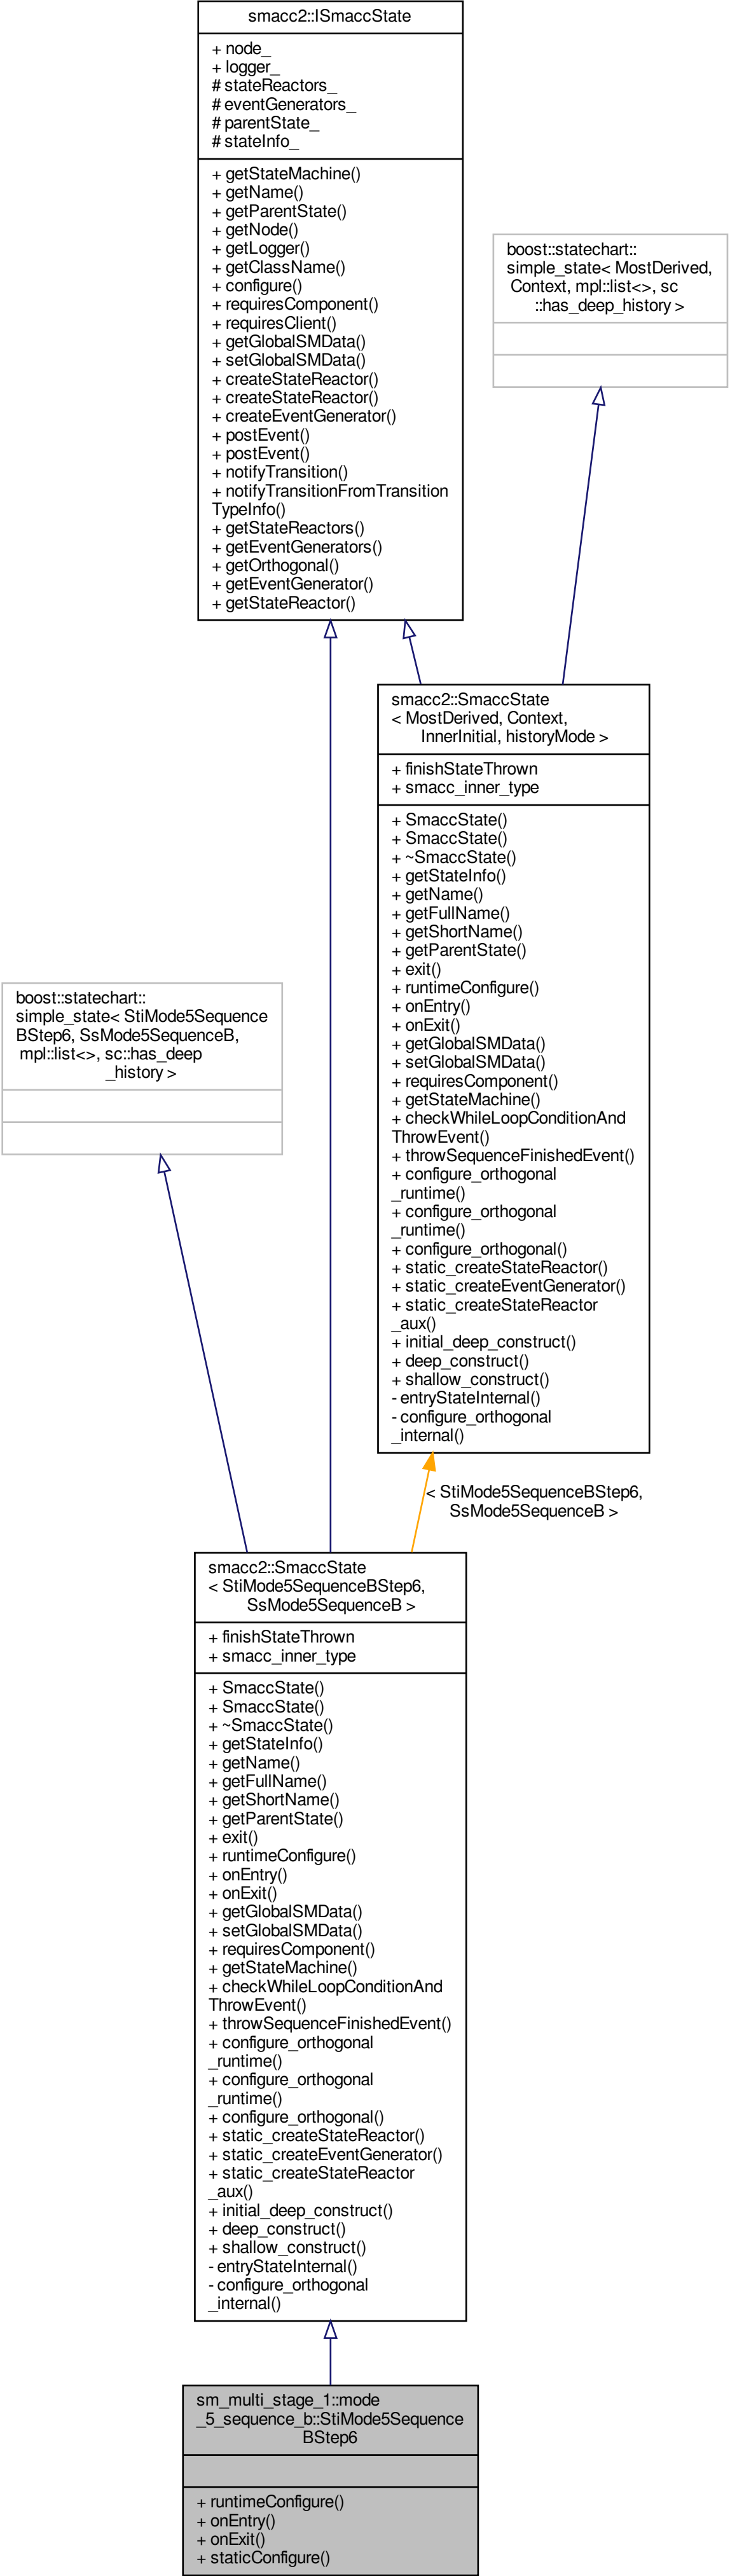 smacc2::ISmaccState
+ node_
+ logger_
# stateReactors_
# eventGenerators_
# parentState_
# stateInfo_
+ getStateMachine()
+ getName()
+ getParentState()
+ getNode()
+ getLogger()
+ getClassName()
+ configure()
+ requiresComponent()
+ requiresClient()
+ getGlobalSMData()
+ setGlobalSMData()
+ createStateReactor()
+ createStateReactor()
+ createEventGenerator()
+ postEvent()
+ postEvent()
+ notifyTransition()
+ notifyTransitionFromTransition
TypeInfo()
+ getStateReactors()
+ getEventGenerators()
+ getOrthogonal()
+ getEventGenerator()
+ getStateReactor()
boost::statechart::
simple_state< MostDerived,
Context, mpl::list<>, sc
::has_deep_history >
smacc2::SmaccState
< MostDerived, Context,
InnerInitial, historyMode >
+ finishStateThrown
+ smacc_inner_type
+ SmaccState()
+ SmaccState()
+ ~SmaccState()
+ getStateInfo()
+ getName()
+ getFullName()
+ getShortName()
+ getParentState()
+ exit()
+ runtimeConfigure()
+ onEntry()
+ onExit()
+ getGlobalSMData()
+ setGlobalSMData()
+ requiresComponent()
+ getStateMachine()
+ checkWhileLoopConditionAnd
ThrowEvent()
+ throwSequenceFinishedEvent()
+ configure_orthogonal
_runtime()
+ configure_orthogonal
_runtime()
+ configure_orthogonal()
+ static_createStateReactor()
+ static_createEventGenerator()
+ static_createStateReactor
_aux()
+ initial_deep_construct()
+ deep_construct()
+ shallow_construct()
- entryStateInternal()
- configure_orthogonal
_internal()
boost::statechart::
simple_state< StiMode5Sequence
BStep6, SsMode5SequenceB,
mpl::list<>, sc::has_deep
_history >
< StiMode5SequenceBStep6,
SsMode5SequenceB >
smacc2::SmaccState
< StiMode5SequenceBStep6,
SsMode5SequenceB >
+ finishStateThrown
+ smacc_inner_type
+ SmaccState()
+ SmaccState()
+ ~SmaccState()
+ getStateInfo()
+ getName()
+ getFullName()
+ getShortName()
+ getParentState()
+ exit()
+ runtimeConfigure()
+ onEntry()
+ onExit()
+ getGlobalSMData()
+ setGlobalSMData()
+ requiresComponent()
+ getStateMachine()
+ checkWhileLoopConditionAnd
ThrowEvent()
+ throwSequenceFinishedEvent()
+ configure_orthogonal
_runtime()
+ configure_orthogonal
_runtime()
+ configure_orthogonal()
+ static_createStateReactor()
+ static_createEventGenerator()
+ static_createStateReactor
_aux()
+ initial_deep_construct()
+ deep_construct()
+ shallow_construct()
- entryStateInternal()
- configure_orthogonal
_internal()
sm_multi_stage_1::mode
_5_sequence_b::StiMode5Sequence
BStep6
+ runtimeConfigure()
+ onEntry()
+ onExit()
+ staticConfigure()